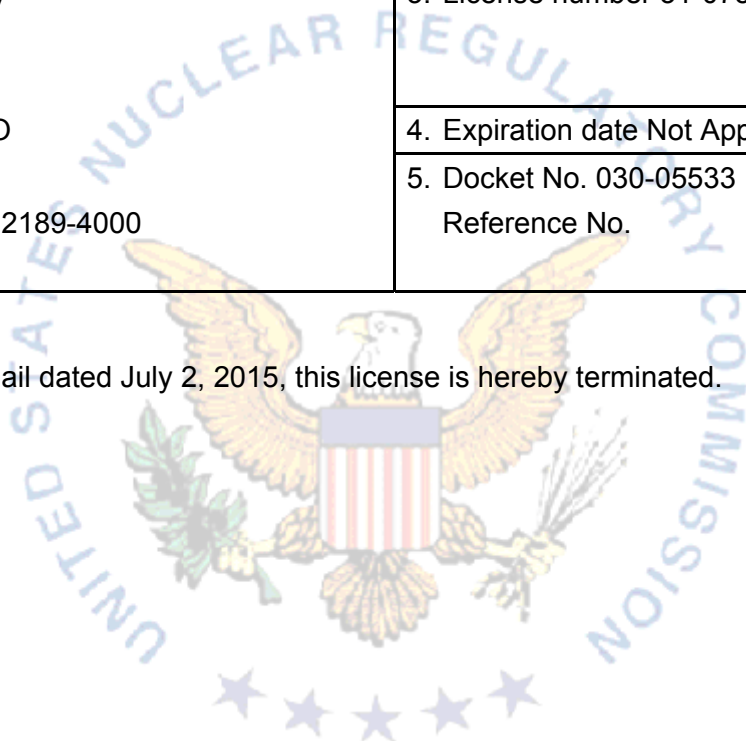 4. Expiration date Not App
5. Docket No. 030-05533
2189-4000
Reference No.
ail dated July 2, 2015, this license is hereby terminated.
UNITED STATES NUCLEAR REGULATORY COMMISSION